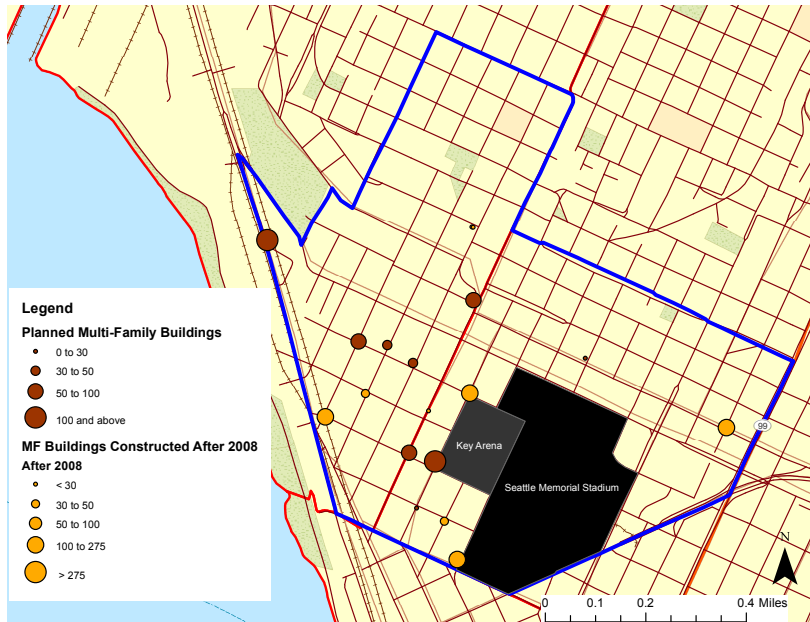 Legend
Planned Multi-Family Buildings
0 to 30
30 to 50
50 to 100
100 and above
MF Buildings Constructed After 2008
After 2008
< 30
30 to 50
50 to 100
100 to 275
> 275
Key Arena
Seattle Memorial Stadium
99
N
0 0.1 0.2 0.4 Miles